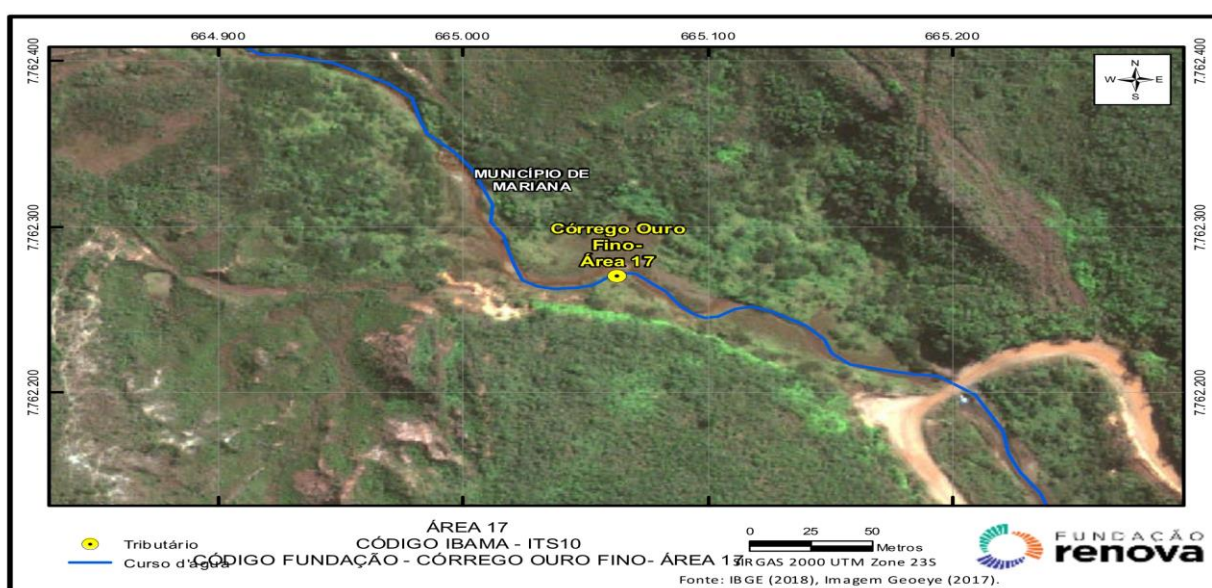 664.900 665.000 665.100 665.200
7.762.400 7.762.400
N
W E
S
MUNICÍPIO DE
MARIANA
7.762.300 7.762.300
Córrego Ouro
Fino-
Área 17
7.762.200 7.762.200
ÁREA 17
CÓDIGO IBAMA - ITS10
CÓDIGO FUNDAÇÃO - CÓRREGO OURO FINO- ÁREA 17
Tributário
Curso d'água
0 25 50
Metros
SIRGAS 2000 UTM Zone 23S
Fonte: IBGE (2018), Imagem Geoeye (2017).
FUNDAÇÃO
renova